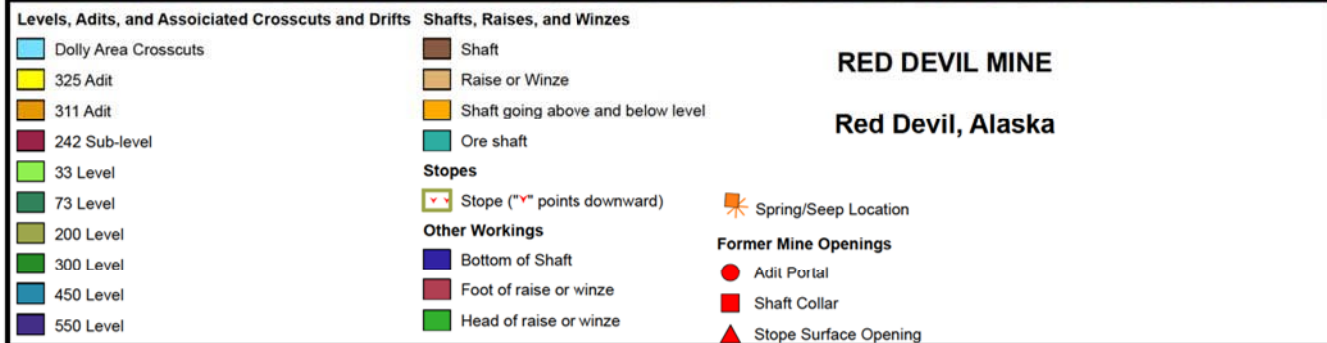 Levels, Adits, and Assoiciated Crosscuts and Drifts
Dolly Area Crosscuts
325 Adit
311 Adit
242 Sub-level
33 Level
73 Level
200 Level
300 Level
450 Level
550 Level
Shafts, Raises, and Winzes
Shaft
Raise or Winze
Shaft going above and below level
Ore shaft
Stopes
Stope ("Y" points downward)
Other Workings
Bottom of Shaft
Foot of raise or winze
Head of raise or winze
RED DEVIL MINE
Red Devil, Alaska
Spring/Seep Location
Former Mine Openings
Adit Portal
Shaft Collar
Stope Surface Opening